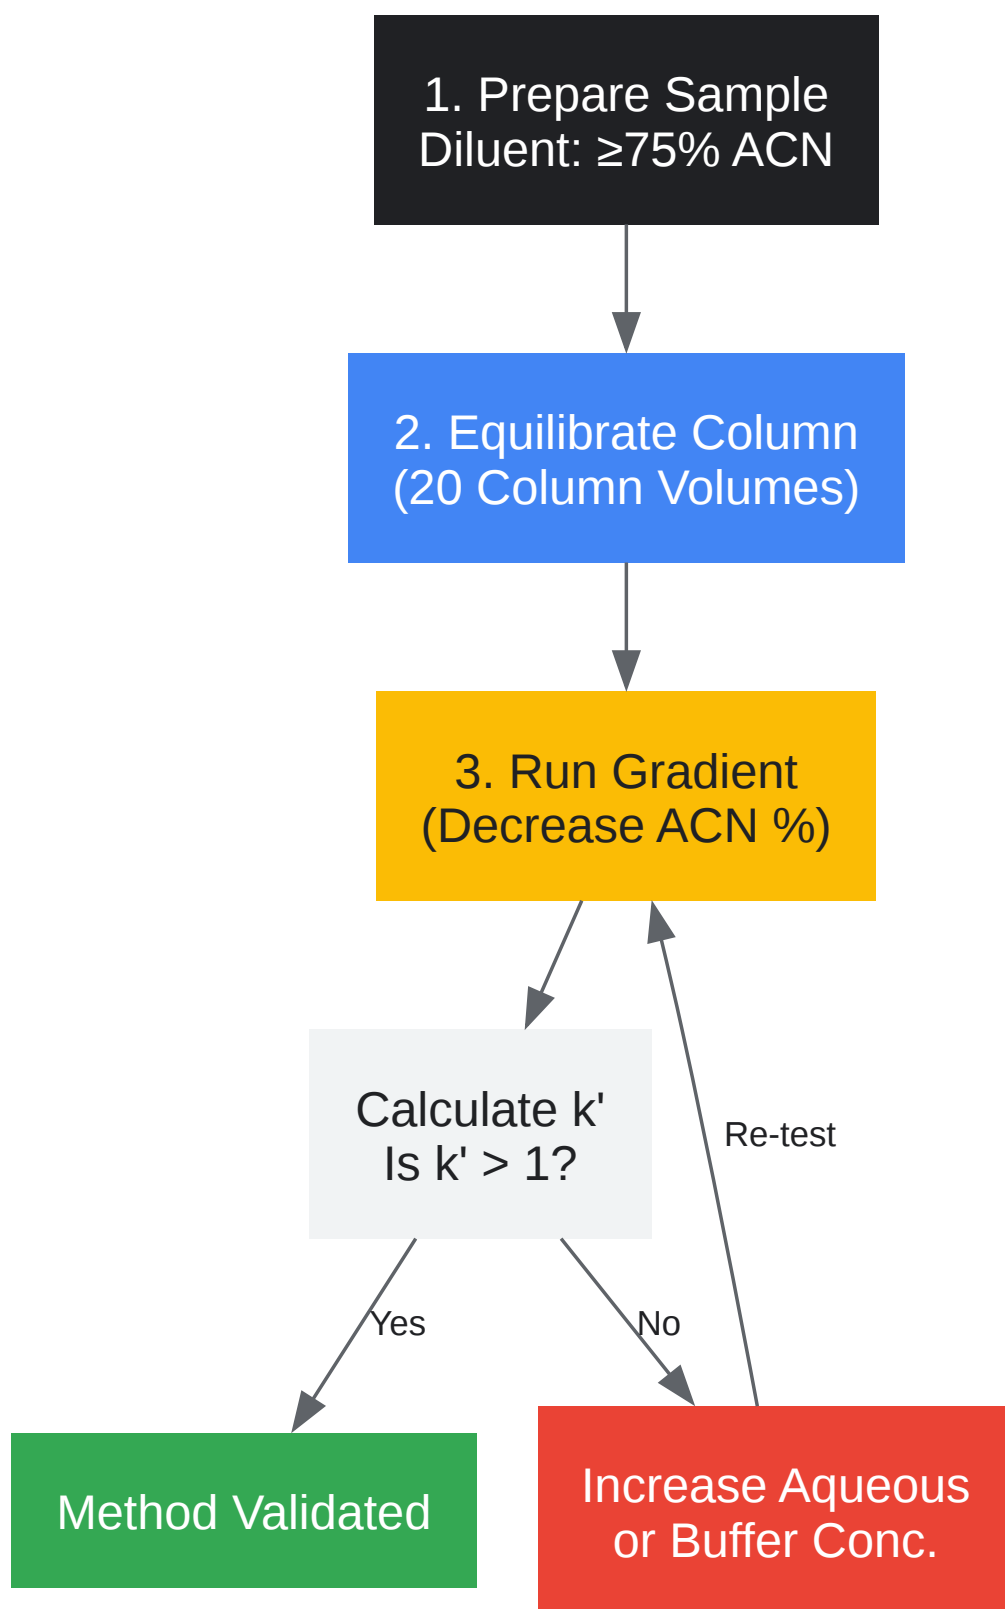 1. Prepare Sample
Diluent: ≥75% ACN
2. Equilibrate Column
(20 Column Volumes)
3. Run Gradient
(Decrease ACN %)
Calculate k'
Is k' > 1?
Re-test
Yes
No
Method Validated
Increase Aqueous
or Buffer Conc.